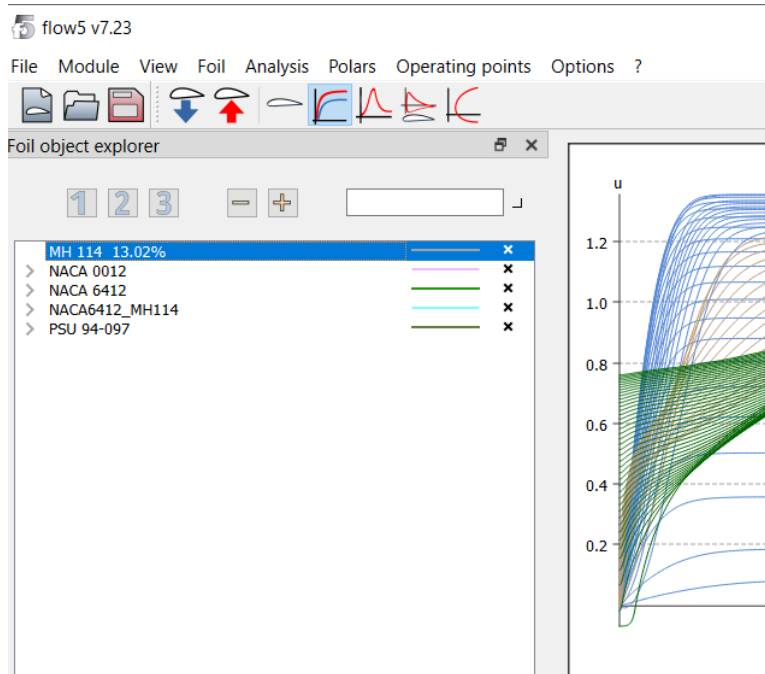 flow5 v7.23
File Module View Foil Analysis Polars Operating points Options ?
Foil object explorer
1 2 3
MH 114 13.02%
NACA 0012
NACA 6412
NACA6412_MH114
PSU 94-097
u
1.2
1.0
0.8
0.6
0.4
0.2